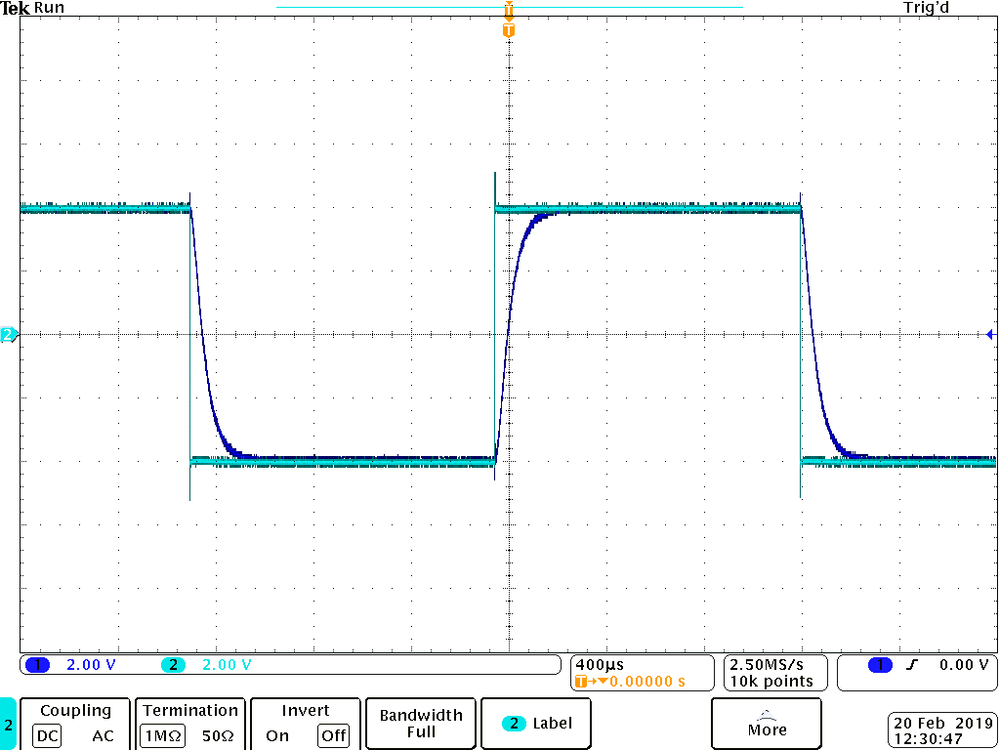 Tek Run Trig'd
T
T
2
1 2.00 V 2 2.00 V 400µs 2.50MS/s 1 0.00 V
T→▼0.00000 s 10k points
2
Coupling
DC AC
Termination
1MΩ 50Ω
Invert
On Off
Bandwidth
Full
2 Label
More
20 Feb 2019
12:30:47